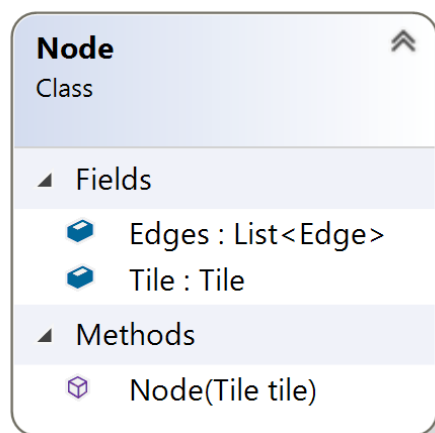 Node
Class
Fields
Edges : List<Edge>
Tile : Tile
Methods
Node(Tile tile)